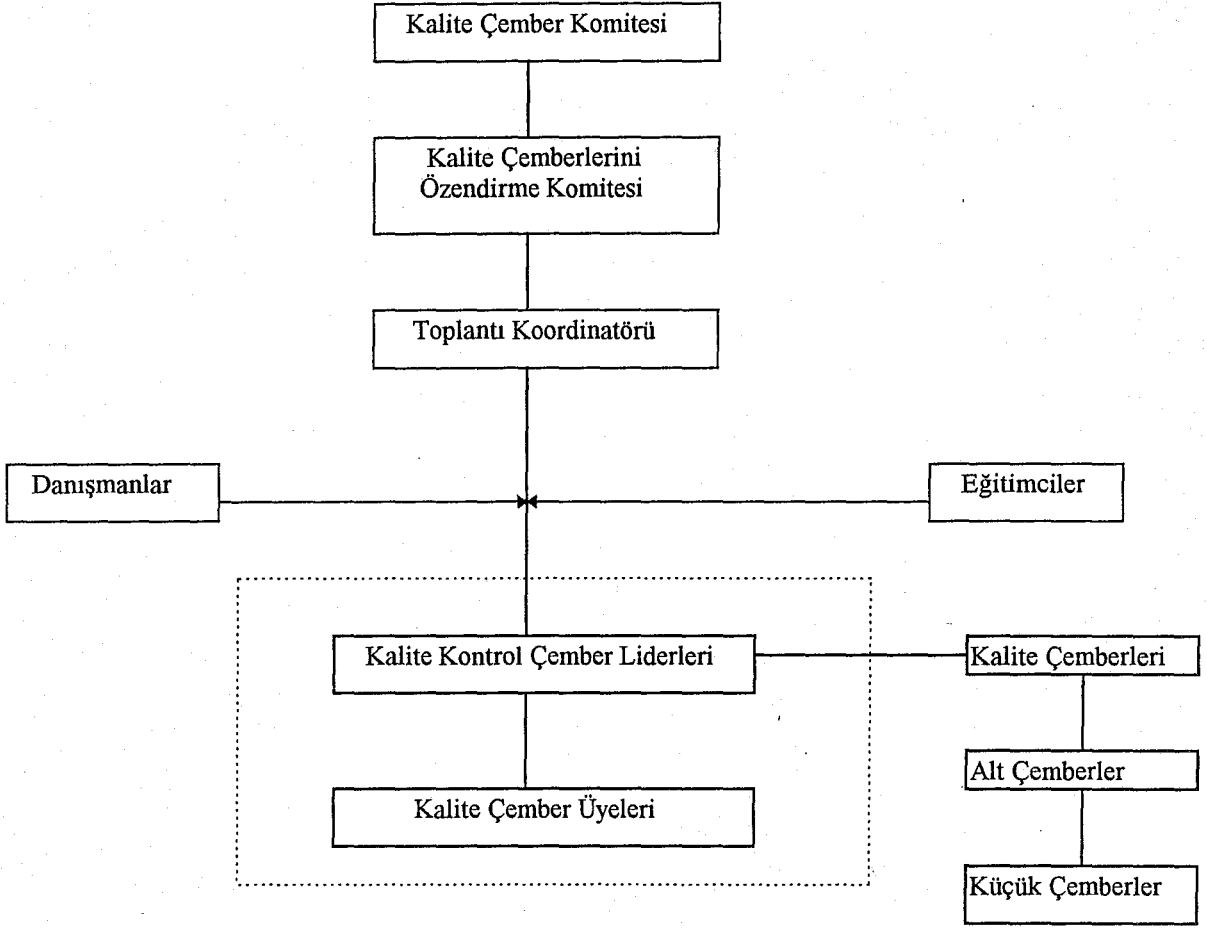 Kalite Çember Komitesi
Kalite Çemberlerini
Özendirme Komitesi
Toplantı Koordinatörü
Danışmanlar
Eğitimciler
Kalite Kontrol Çember Liderleri
Kalite Çemberleri
Alt Çemberler
Kalite Çember Üyeleri
Küçük Çemberler